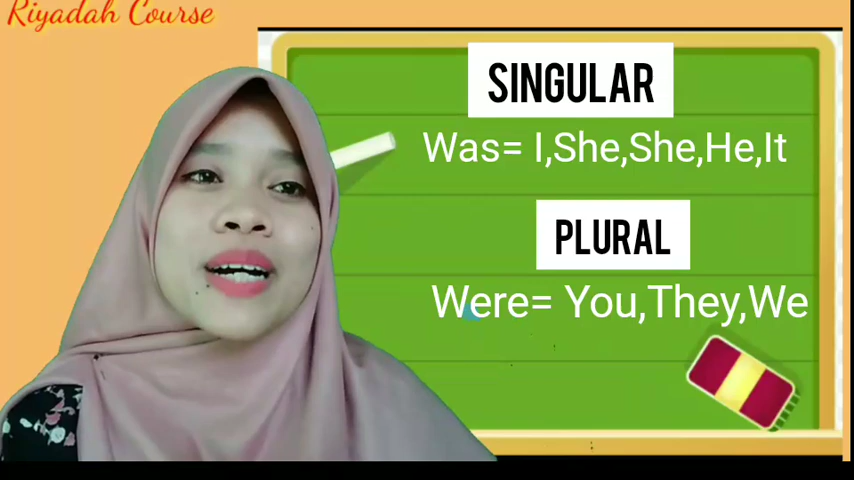 Riyadah Course
SINGULAR
Was= I,She,She,He,It
PLURAL
Were= You,They,We